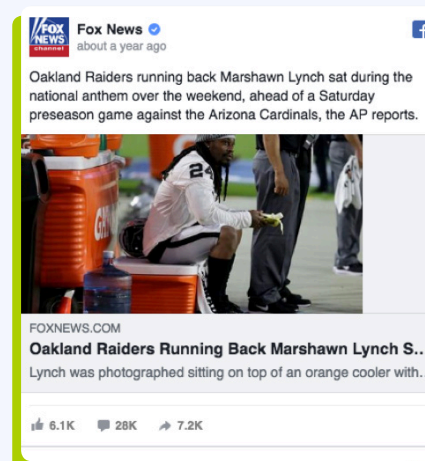 FOX
NEWS
channel
Fox News
about a year ago
Oakland Raiders running back Marshawn Lynch sat during the
national anthem over the weekend, ahead of a Saturday
preseason game against the Arizona Cardinals, the AP reports.
24
FOXNEWS.COM
Oakland Raiders Running Back Marshawn Lynch S...
Lynch was photographed sitting on top of an orange cooler with...
6.1K 28K 7.2K